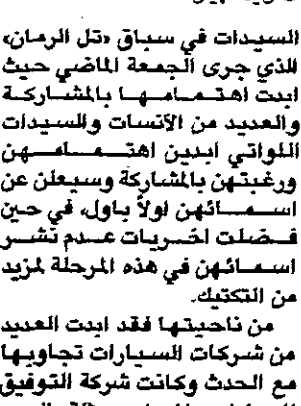 السيدات في سباق «تل الرمان»
الذي جرى الجمعة الماضي حيث
ابدت اهتمامها بالمشاركة
والعديد من الآنسات والسيدات
اللواتي ابدين اهتمامهن
ورغبتهن بالمشاركة وسيعلن عن
اسمائهن اولاً باول، في حين
فضلت اخريات عدم نشر
اسمائهن في هذه المرحلة لمزيد
من التكتيك.
من ناحيتها فقد ابدت العديد
من شركات السيارات تجاوبها
مع الحدث وكانت شركة التوفيق